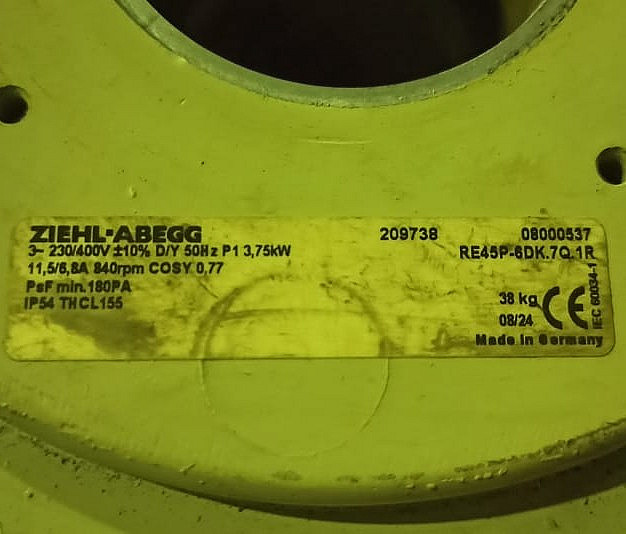 ZIEHL-ABEGG 209738 08000537
3~ 230/400V ±10% D/Y 50Hz P1 3,75kW RE45P-6DK.7Q.1R
11,5/6,8A 840rpm COSY 0,77
PsF min.180PA 38 kg
IP54 THCL155 08/24
CE
IEC 60034-1
Made in Germany